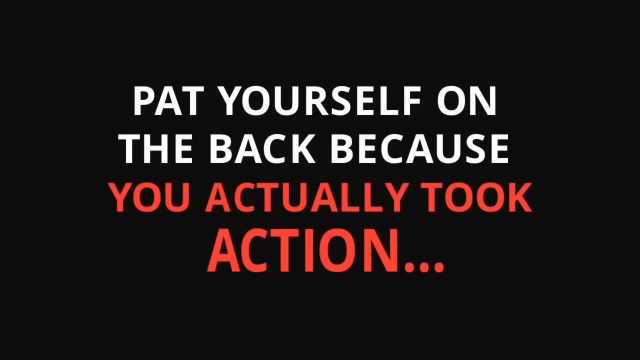 PAT YOURSELF ON
THE BACK BECAUSE
YOU ACTUALLY TOOK
ACTION...